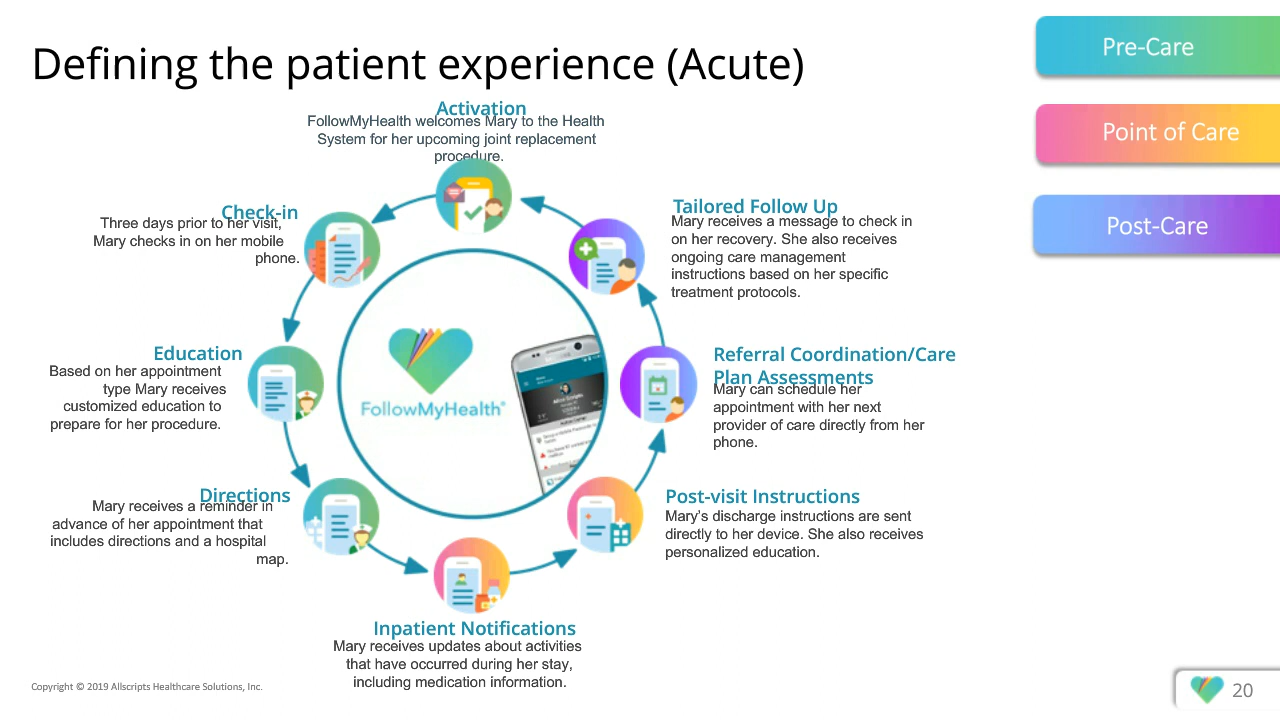 Defining the patient experience (Acute)
Pre-Care
Point of Care
Post-Care
Activation
FollowMyHealth welcomes Mary to the Health
System for her upcoming joint replacement
procedure.
Check-in
Three days prior to her visit,
Mary checks in on her mobile
phone.
Education
Based on her appointment
type Mary receives
customized education to
prepare for her procedure.
Directions
Mary receives a reminder in
advance of her appointment that
includes directions and a hospital
map.
Inpatient Notifications
Mary receives updates about activities
that have occurred during her stay,
including medication information.
Post-visit Instructions
Mary's discharge instructions are sent
directly to her device. She also receives
personalized education.
Referral Coordination/Care
Plan Assessments
Mary can schedule her
appointment with her next
provider of care directly from her
phone.
Tailored Follow Up
Mary receives a message to check in
on her recovery. She also receives
ongoing care management
instructions based on her specific
treatment protocols.
FollowMyHealth®
Copyright © 2019 Allscripts Healthcare Solutions, Inc.
20